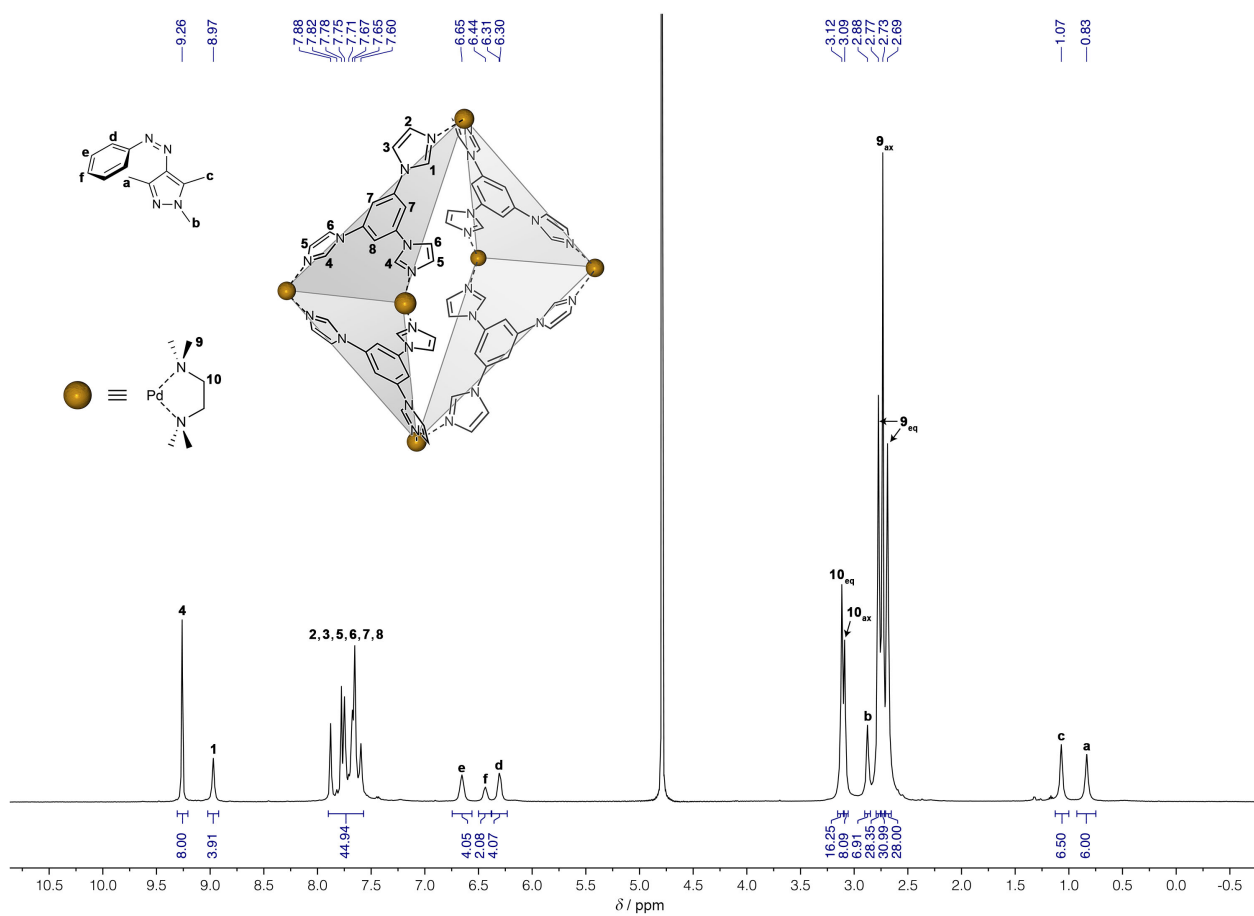 9.26
8.97
7.88
7.82
7.78
7.75
7.71
7.67
7.65
7.60
6.65
6.44
6.31
6.30
3.12
3.09
2.88
2.77
2.73
2.69
1.07
0.83
d
N
N
e
f
a
c
N
N
b
2
N
N
3
N
1
7
7
N
N
6
N
N
5
N
4
8
N
6
4
5
N
N
N
N
N
N
N
N
N
N
N
N
N
9
N
10
≡
Pd
N
9ax
9eq
10eq
10ax
b
4
1
2, 3, 5, 6, 7, 8
e
f
d
c
a
8.00
3.91
44.94
4.05
2.08
4.07
16.25
8.09
6.91
28.35
30.99
28.00
6.50
6.00
10.5 10.0 9.5 9.0 8.5 8.0 7.5 7.0 6.5 6.0 5.5 5.0 4.5 4.0 3.5 3.0 2.5 2.0 1.5 1.0 0.5 0.0 -0.5
δ / ppm